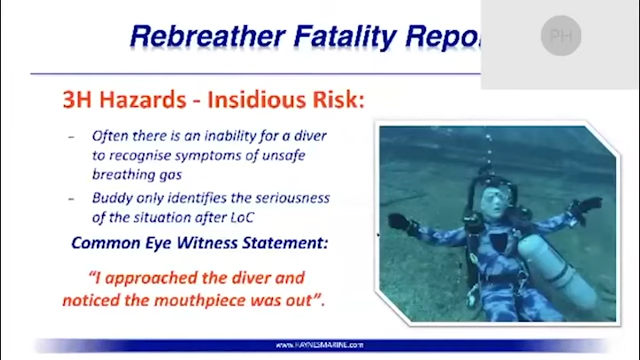 Rebreather Fatality Repo
PH
3H Hazards - Insidious Risk:
- Often there is an inability for a diver
to recognise symptoms of unsafe
breathing gas
- Buddy only identifies the seriousness
of the situation after LoC
Common Eye Witness Statement:
"I approached the diver and
noticed the mouthpiece was out".
www.HAYNESMARINE.com